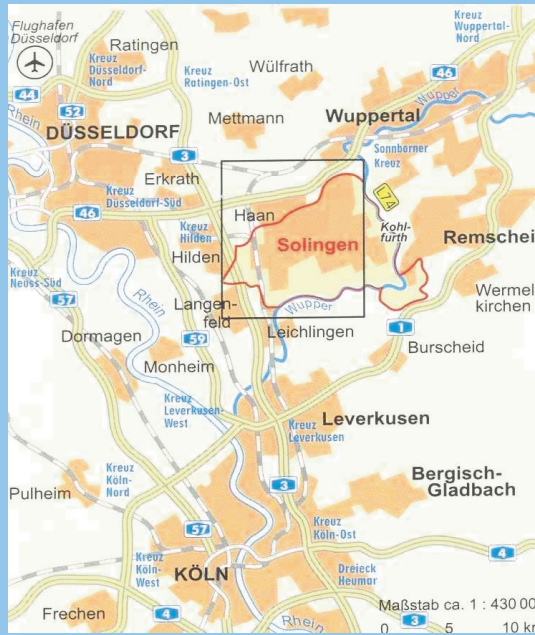 Flughafen
Düsseldorf
Ratingen
Kreuz
Wuppertal-
Nord
Kreuz
Düsseldorf-
Nord
Kreuz
Ratingen-Ost
Wülfrath
46
44
52
Rhein
Mettmann
Wuppertal
Wupper
DÜSSELDORF
3
Sonnborner
Kreuz
Erkrath
L74
46
Kreuz
Düsseldorf-Süd
Haan
Kohl-
furth
Kreuz
Hilden
Solingen
Remschei
Hilden
Kreuz
Neuss-Süd
Rhein
Wermel
kirchen
57
Langen-
feld
Wupper
Leichlingen
1
Dormagen
59
Burscheid
Monheim
Kreuz
Leverkusen-
West
Leverkusen
Kreuz
Leverkusen
Kreuz
Köln-
Nord
Bergisch-
Gladbach
Pulheim
3
57
Kreuz
Köln-Ost
Kreuz
Köln-
West
KÖLN
4
Dreieck
Heumar
Frechen
4
Rhein
Maßstab ca. 1 : 430 00
3
0 5 10 k